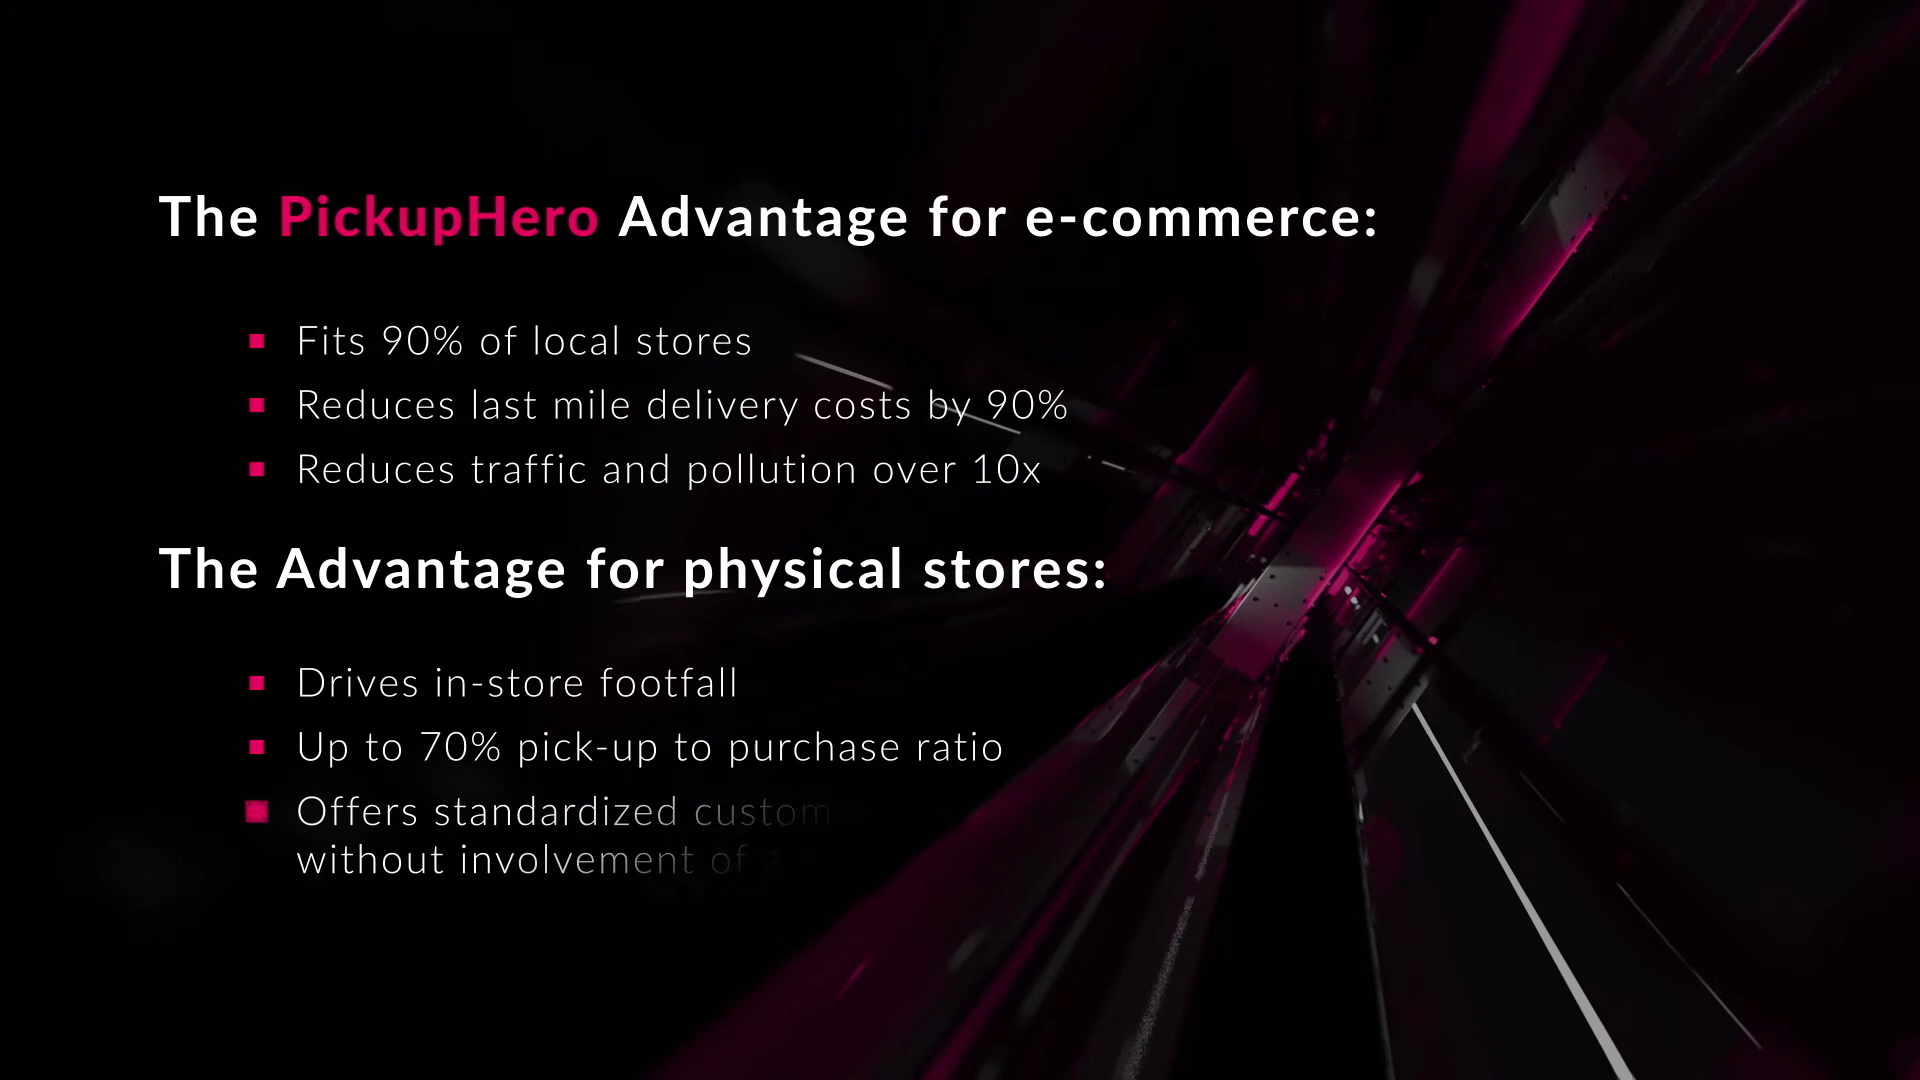 The PickupHero Advantage for e-commerce:
Fits 90% of local stores
Reduces last mile delivery costs by 90%
Reduces traffic and pollution over 10x
The Advantage for physical stores:
Drives in-store footfall
Up to 70% pick-up to purchase ratio
Offers standardized custom
without involvement of